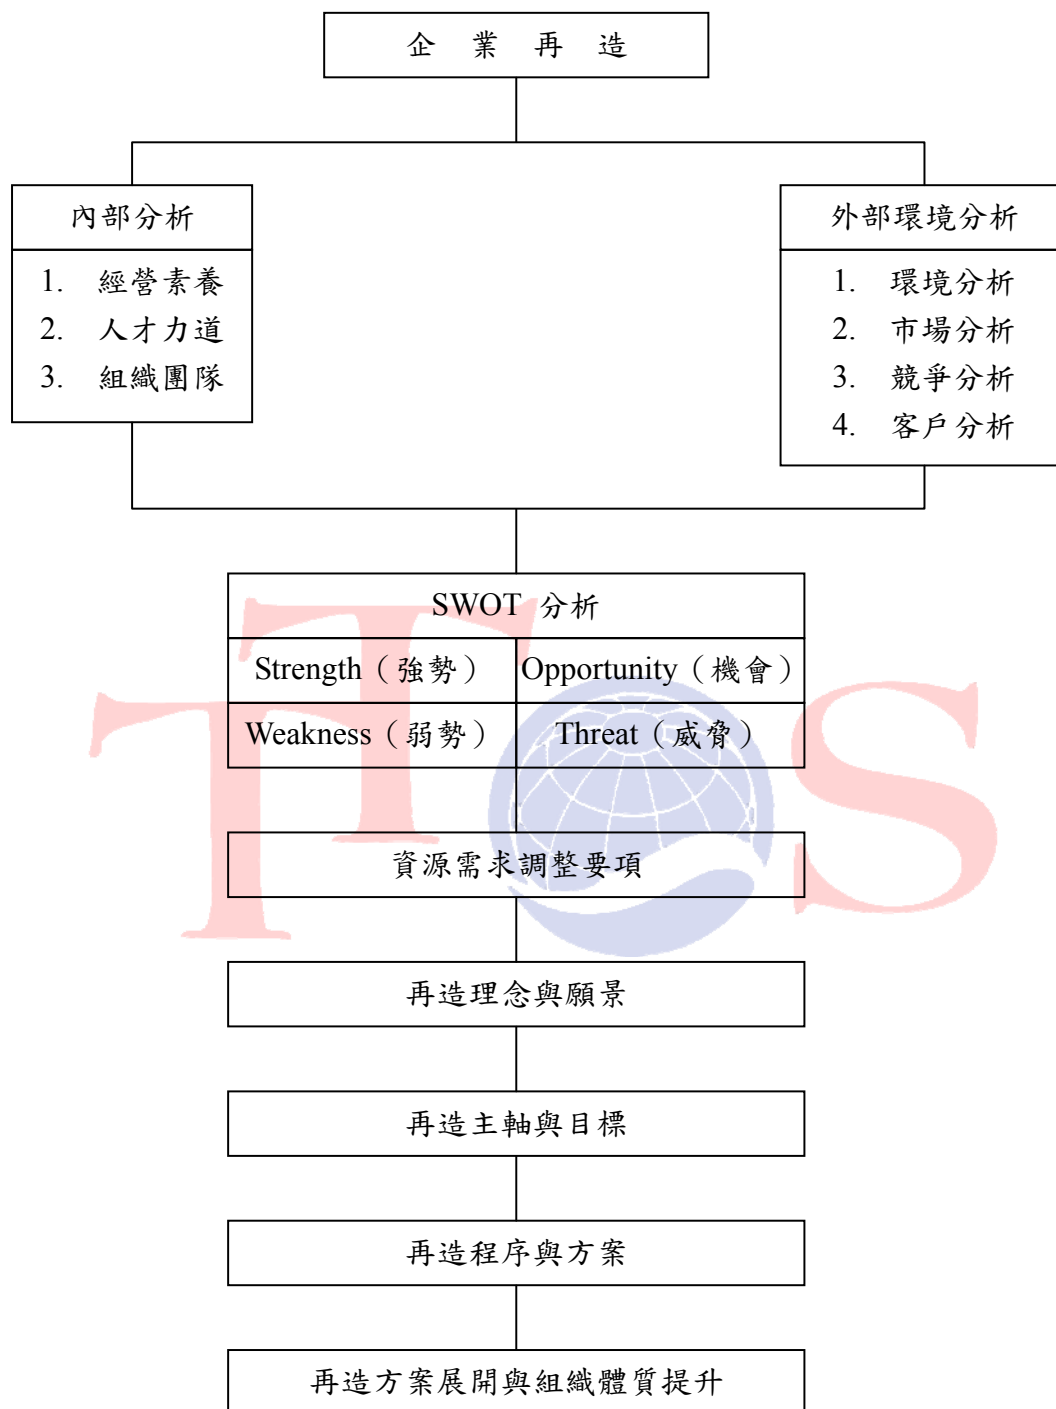 企業再造
內部分析
1. 經營素養
2. 人才力道
3. 組織團隊
外部環境分析
1. 環境分析
2. 市場分析
3. 競爭分析
4. 客戶分析
SWOT 分析
Strength（強勢）
Opportunity（機會）
Weakness（弱勢）
Threat（威脅）
資源需求調整要項
再造理念與願景
再造主軸與目標
再造程序與方案
再造方案展開與組織體質提升
TTQS